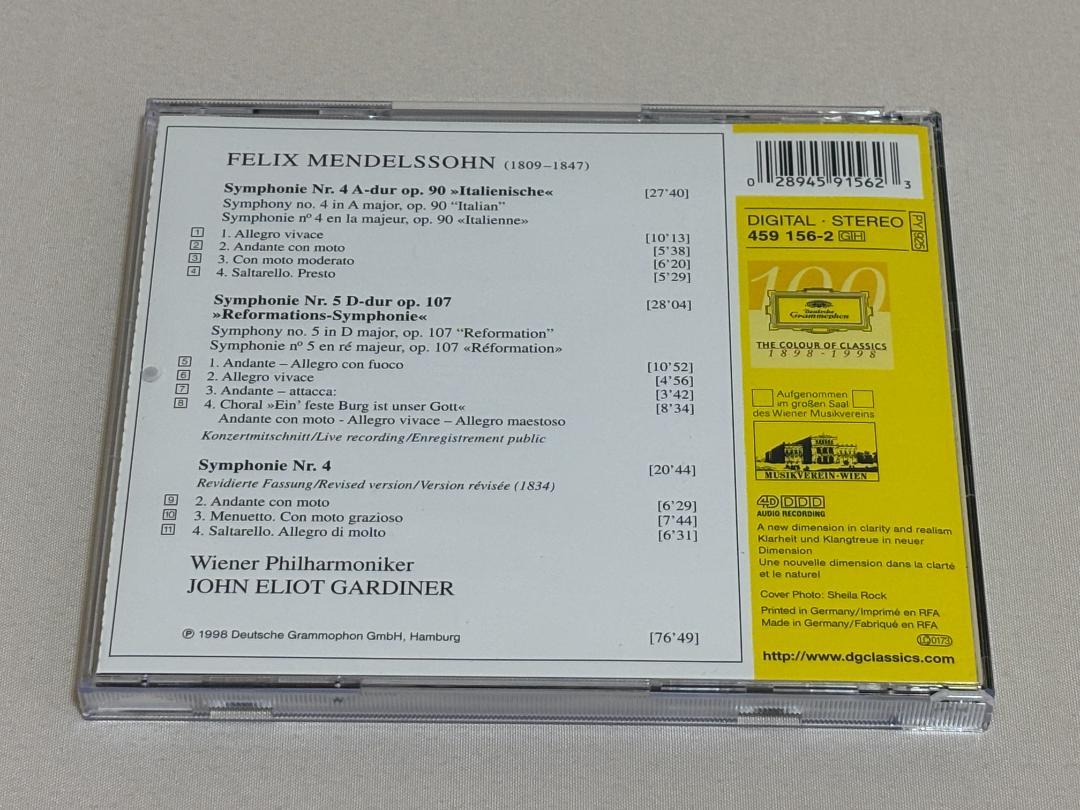 FELIX MENDELSSOHN (1809–1847)
Symphonie Nr. 4 A-dur op. 90 »Italienische« [27'40]
Symphony no. 4 in A major, op. 90 “Italian”
Symphonie nº 4 en la majeur, op. 90 «Italienne»
1 1. Allegro vivace [10'13]
2 2. Andante con moto [5'38]
3 3. Con moto moderato [6'20]
4 4. Saltarello. Presto [5'29]
Symphonie Nr. 5 D-dur op. 107 [28'04]
»Reformations-Symphonie«
Symphony no. 5 in D major, op. 107 “Reformation”
Symphonie nº 5 en ré majeur, op. 107 «Réformation»
5 1. Andante – Allegro con fuoco [10'52]
6 2. Allegro vivace [4'56]
7 3. Andante – attacca: [3'42]
8 4. Choral »Ein' feste Burg ist unser Gott« [8'34]
Andante con moto - Allegro vivace – Allegro maestoso
Konzertmitschnitt/Live recording/Enregistrement public
Symphonie Nr. 4 [20'44]
Revidierte Fassung/Revised version/Version révisée (1834)
9 2. Andante con moto [6'29]
10 3. Menuetto. Con moto grazioso [7'44]
11 4. Saltarello. Allegro di molto [6'31]
Wiener Philharmoniker
JOHN ELIOT GARDINER
℗ 1998 Deutsche Grammophon GmbH, Hamburg [76'49]
0 28945 91562 3
DIGITAL · STEREO
459 156-2 GH
PY 925
100
Deutsche
Grammophon
THE COLOUR OF CLASSICS
1898-1998
Aufgenommen
im großen Saal
des Wiener Musikvereins
MUSIKVEREIN-WIEN
4D DDD
AUDIO RECORDING
A new dimension in clarity and realism
Klarheit und Klangtreue in neuer
Dimension
Une nouvelle dimension dans la clarté
et le naturel
Cover Photo: Sheila Rock
Printed in Germany/Imprimé en RFA
Made in Germany/Fabriqué en RFA
LC 0173
http://www.dgclassics.com